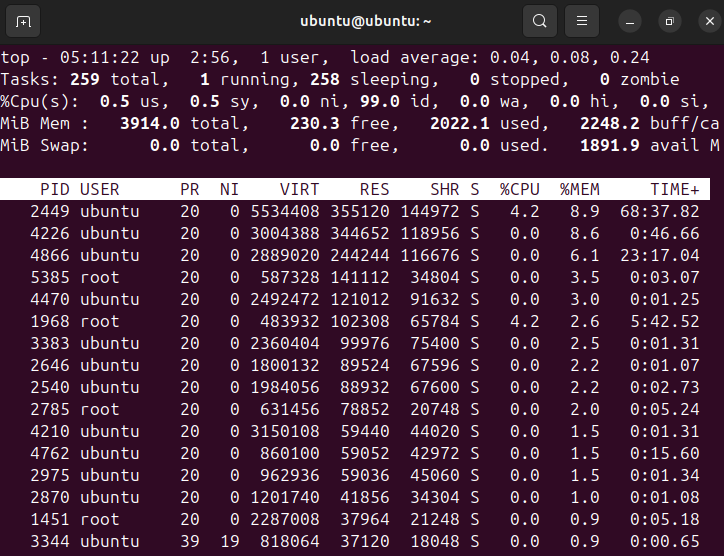 ubuntu@ubuntu: ~
top - 05:11:22 up  2:56,  1 user,  load average: 0.04, 0.08, 0.24
Tasks: 259 total,   1 running, 258 sleeping,   0 stopped,   0 zombie
%Cpu(s):  0.5 us,  0.5 sy,  0.0 ni, 99.0 id,  0.0 wa,  0.0 hi,  0.0 si,
MiB Mem :   3914.0 total,    230.3 free,   2022.1 used,   2248.2 buff/ca
MiB Swap:      0.0 total,      0.0 free,      0.0 used.   1891.9 avail M
PID USER      PR  NI    VIRT    RES    SHR S  %CPU  %MEM     TIME+
2449 ubuntu    20   0 5534408 355120 144972 S   4.2   8.9  68:37.82
4226 ubuntu    20   0 3004388 344652 118956 S   0.0   8.6   0:46.66
4866 ubuntu    20   0 2889020 244244 116676 S   0.0   6.1  23:17.04
5385 root      20   0  587328 141112  34804 S   0.0   3.5   0:03.07
4470 ubuntu    20   0 2492472 121012  91632 S   0.0   3.0   0:01.25
1968 root      20   0  483932 102308  65784 S   4.2   2.6   5:42.52
3383 ubuntu    20   0 2360404  99976  75400 S   0.0   2.5   0:01.31
2646 ubuntu    20   0 1800132  89524  67596 S   0.0   2.2   0:01.07
2540 ubuntu    20   0 1984056  88932  67600 S   0.0   2.2   0:02.73
2785 root      20   0  631456  78852  20748 S   0.0   2.0   0:05.24
4210 ubuntu    20   0 3150108  59440  44020 S   0.0   1.5   0:01.31
4762 ubuntu    20   0  860100  59052  42972 S   0.0   1.5   0:15.60
2975 ubuntu    20   0  962936  59036  45060 S   0.0   1.5   0:01.34
2870 ubuntu    20   0 1201740  41856  34304 S   0.0   1.0   0:01.08
1451 root      20   0 2287008  37964  21248 S   0.0   0.9   0:05.18
3344 ubuntu    39  19  818064  37120  18048 S   0.0   0.9   0:00.65